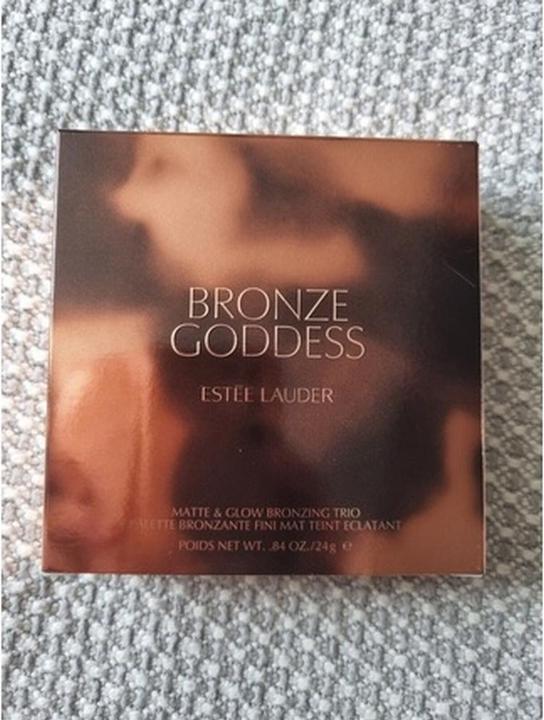 BRONZE
GODDESS
ESTĒE LAUDER
MATTE & GLOW BRONZING TRIO
PALETTE BRONZANTE FINI MAT TEINT ECLATANT
POIDS NET WT. .84 OZ./24g ℮